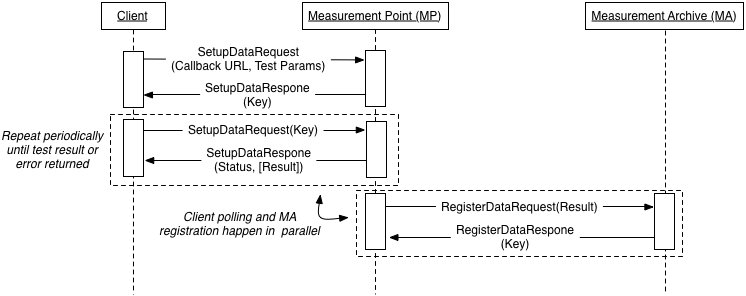 Client
Measurement Point (MP)
Measurement Archive (MA)
SetupDataRequest
(Callback URL, Test Params)
SetupDataRespone
(Key)
Repeat periodically
until test result or
error returned
SetupDataRequest(Key)
SetupDataRespone
(Status, [Result])
Client polling and MA
registration happen in parallel
RegisterDataRequest(Result)
RegisterDataRespone
(Key)